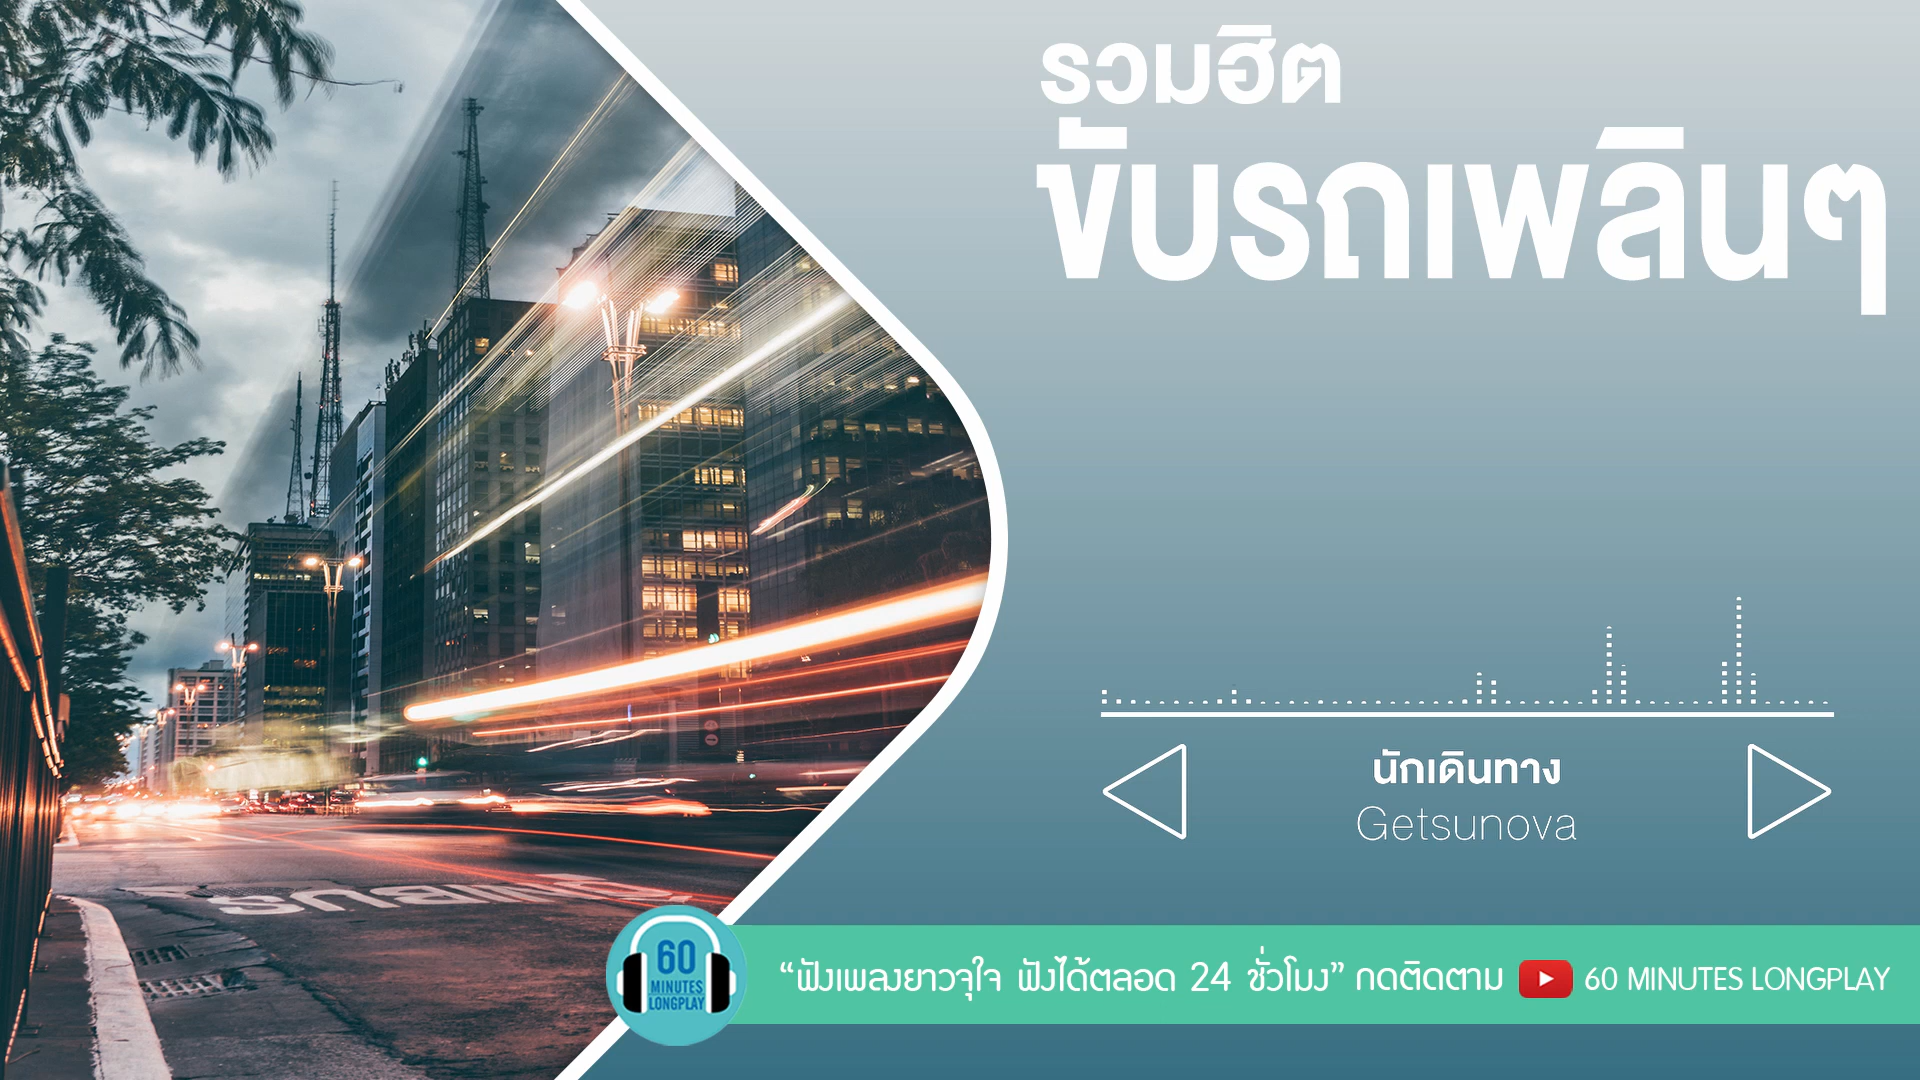 รวมฮิต
ขับรถเพลินๆ
นักเดินทาง
Getsunova
60
MINUTES
LONGPLAY
“ฟังเพลงยาวจุใจ ฟังได้ตลอด 24 ชั่วโมง” กดติดตาม 60 MINUTES LONGPLAY